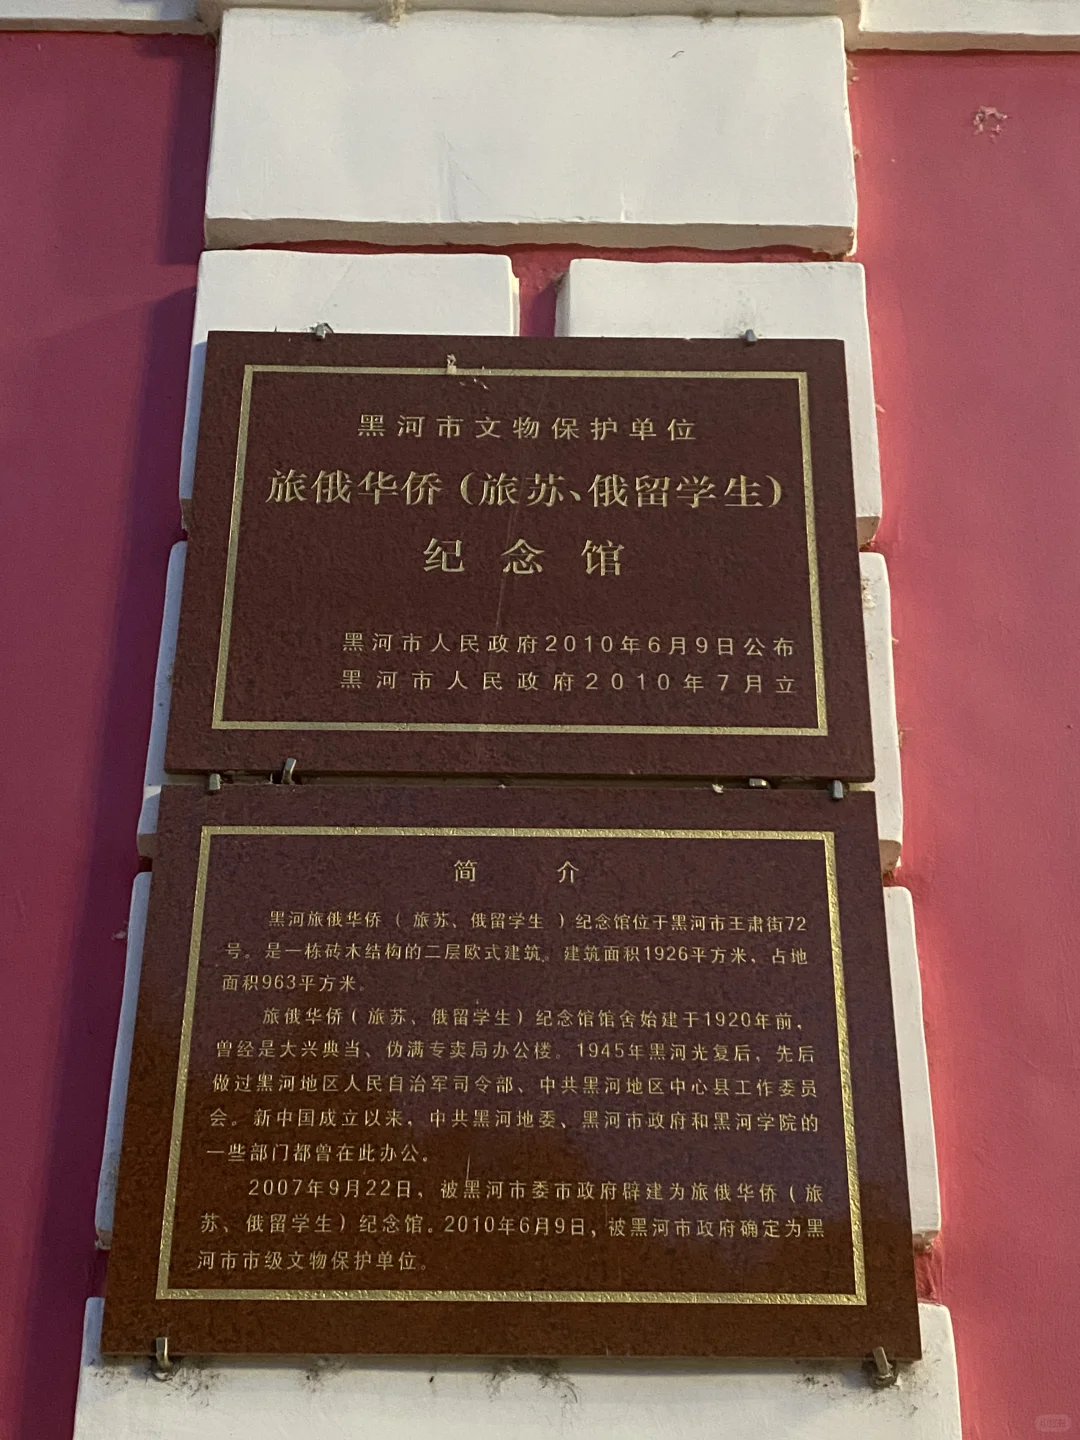 黑河市文物保护单位
旅俄华侨（旅苏、俄留学生）
纪念馆
黑河市人民政府2010年6月9日公布
黑河市人民政府2010年7月立
简 介
黑河旅俄华侨（旅苏、俄留学生）纪念馆位于黑河市王肃街72
号。是一栋砖木结构的二层欧式建筑。建筑面积1926平方米，占地
面积963平方米。
旅俄华侨（旅苏、俄留学生）纪念馆馆舍始建于1920年前，
曾经是大兴典当、伪满专卖局办公楼。1945年黑河光复后，先后
做过黑河地区人民自治军司令部、中共黑河地区中心县工作委员
会。新中国成立以来，中共黑河地委、黑河市政府和黑河学院的
一些部门都曾在此办公。
2007年9月22日，被黑河市委市政府辟建为旅俄华侨（旅
苏、俄留学生）纪念馆。2010年6月9日，被黑河市政府确定为黑
河市市级文物保护单位。